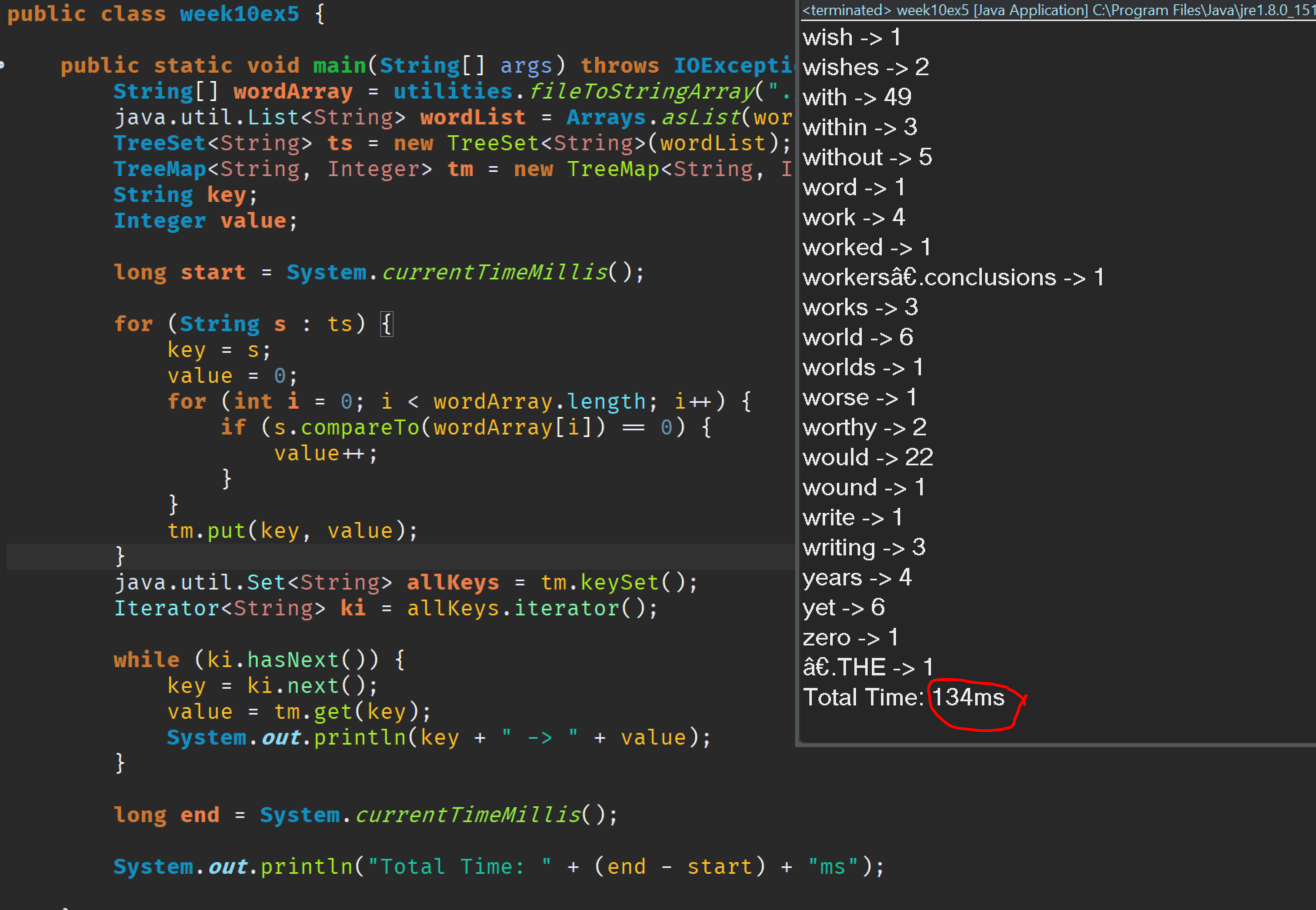 public class week10ex5 {
public static void main(String[] args) throws IOExcepti
String[] wordArray = utilities.fileToStringArray(".
java.util.List<String> wordList = Arrays.asList(wor
TreeSet<String> ts = new TreeSet<String>(wordList);
TreeMap<String, Integer> tm = new TreeMap<String, I
String key;
Integer value;
long start = System.currentTimeMillis();
for (String s : ts) {
key = s;
value = 0;
for (int i = 0; i < wordArray.length; i++) {
if (s.compareTo(wordArray[i]) == 0) {
value++;
}
}
tm.put(key, value);
}
java.util.Set<String> allKeys = tm.keySet();
Iterator<String> ki = allKeys.iterator();
while (ki.hasNext()) {
key = ki.next();
value = tm.get(key);
System.out.println(key + " -> " + value);
}
long end = System.currentTimeMillis();
System.out.println("Total Time: " + (end - start) + "ms");
<terminated> week10ex5 [Java Application] C:\Program Files\Java\jre1.8.0_151
wish -> 1
wishes -> 2
with -> 49
within -> 3
without -> 5
word -> 1
work -> 4
worked -> 1
workersâ€.conclusions -> 1
works -> 3
world -> 6
worlds -> 1
worse -> 1
worthy -> 2
would -> 22
wound -> 1
write -> 1
writing -> 3
years -> 4
yet -> 6
zero -> 1
â€.THE -> 1
Total Time: 134ms